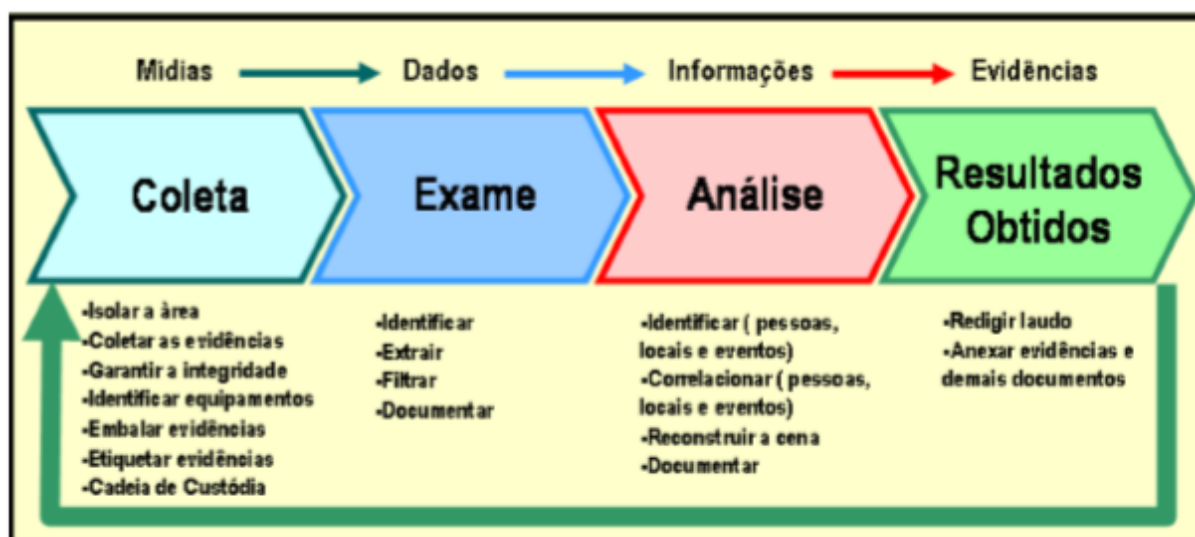 Mídias Dados Informações Evidências
Coleta
Exame
Análise
Resultados
Obtidos
-Isolar a àrea
-Coletar as evidências
-Garantir a integridade
-Identificar equipamentos
-Embalar evidências
-Etiquetar evidências
-Cadeia de Custódia
-Identificar
-Extrair
-Filtrar
-Documentar
-Identificar ( pessoas,
locais e eventos)
-Correlacionar ( pessoas,
locais e eventos)
-Reconstruir a cena
-Documentar
-Redigir laudo
-Anexar evidências e
demais documentos